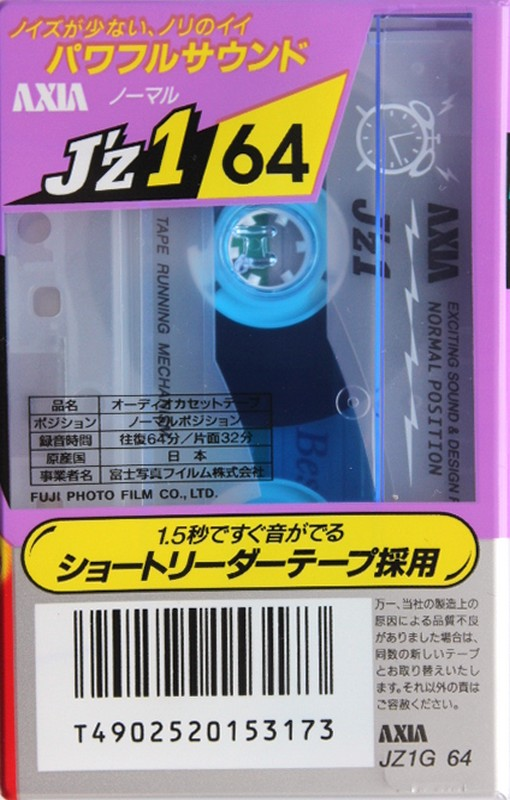 ノイズが少ない、ノリのイイ
パワフルサウンド
AXIA ノーマル
J'z1 64
AXIA
J'z1
EXCITING SOUND & DESIGN
NORMAL POSITION
TAPE RUNNING
品名 オーディオカセットテープ
ポジション ノーマルポジション
録音時間 往復64分/片面32分
原産国 日本
事業者名 富士写真フイルム株式会社
FUJI PHOTO FILM CO., LTD.
1.5秒ですぐ音がでる
ショートリーダーテープ採用
T4902520153173
万一、当社の製造上の
原因による品質不良
がありました場合は、
同数の新しいテープ
とお取り替えいたし
ます。それ以外の責は
ご容赦ください。
AXIA
JZ1G 64